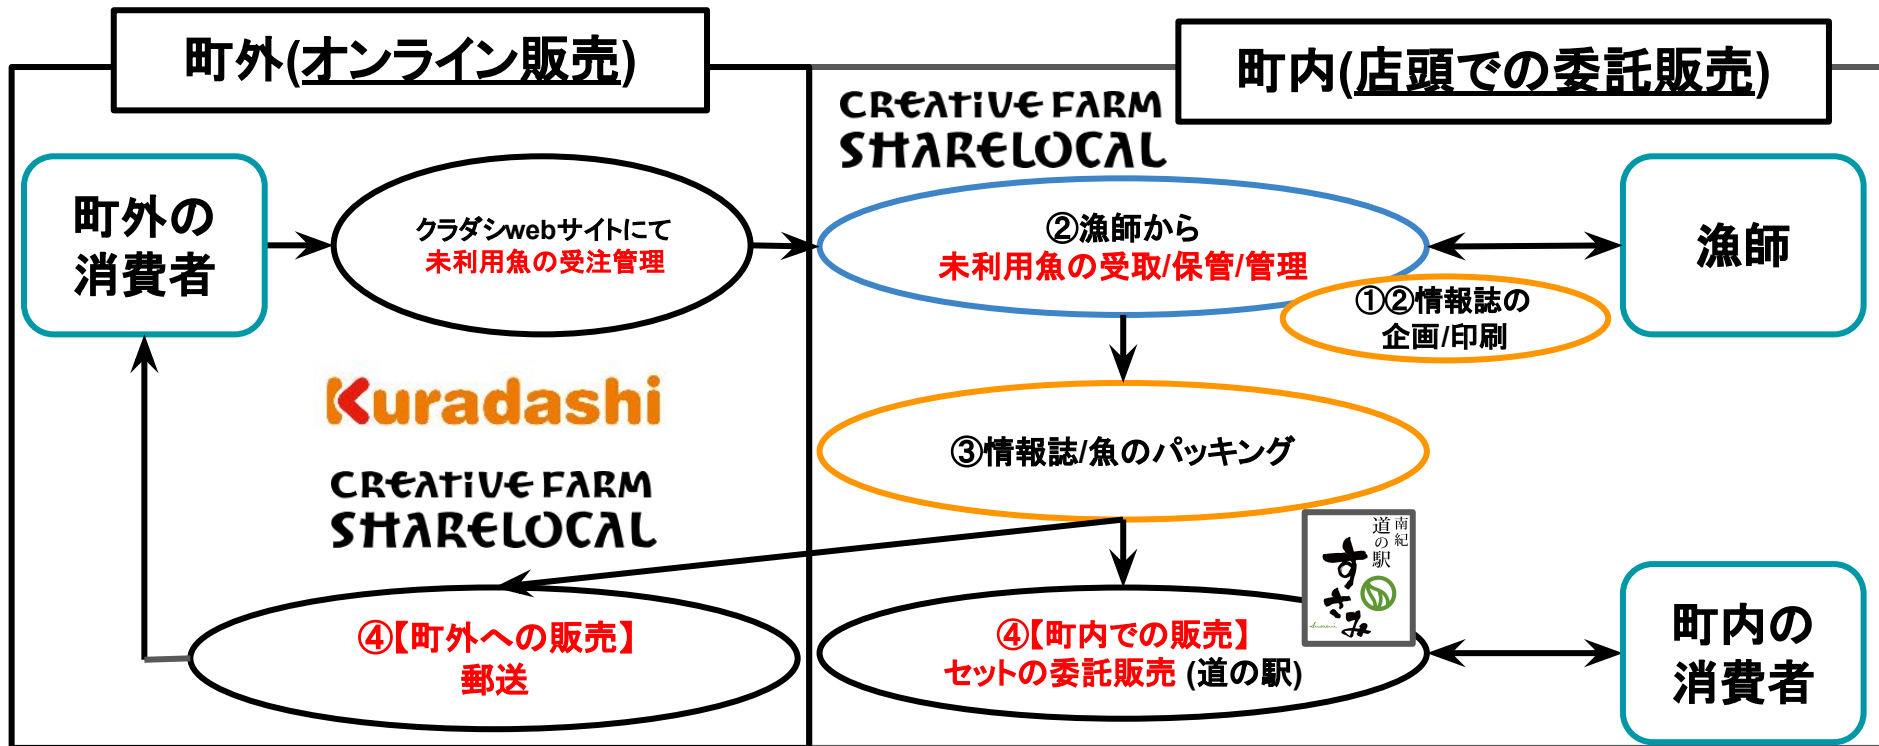 町外(オンライン販売)
町内(店頭での委託販売)
CREATIVE FARM
SHARELOCAL
町外の
消費者
クラダシwebサイトにて
未利用魚の受注管理
②漁師から
未利用魚の受取/保管/管理
漁師
①②情報誌の
企画/印刷
Kuradashi
CREATIVE FARM
SHARELOCAL
③情報誌/魚のパッキング
南紀
道の駅
すさみ
④【町外への販売】
郵送
④【町内での販売】
セットの委託販売 (道の駅)
町内の
消費者